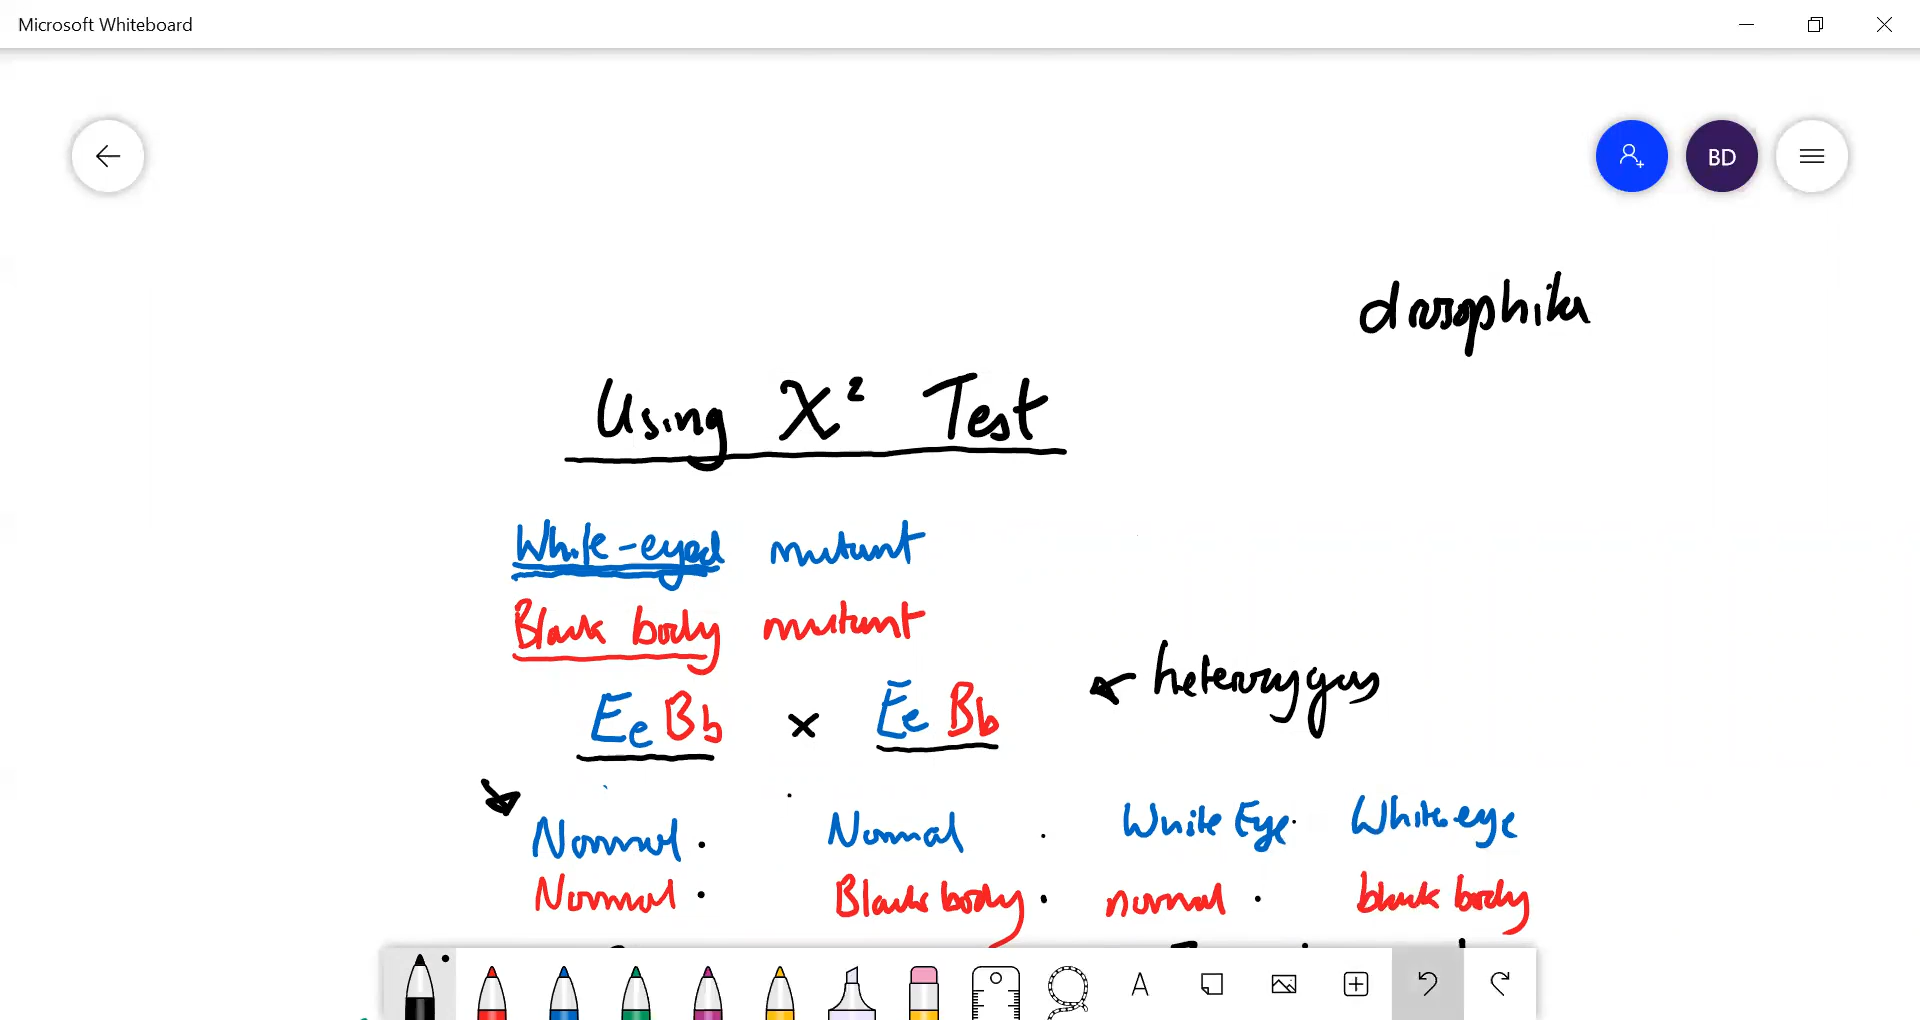 Microsoft Whiteboard
BD
drosophila
Using X² Test
White-eyed mutant
Black body mutant
Ee Bb x Ee Bb ← heterozygous
Normal Normal White Eye White eye
Normal Black body normal black body